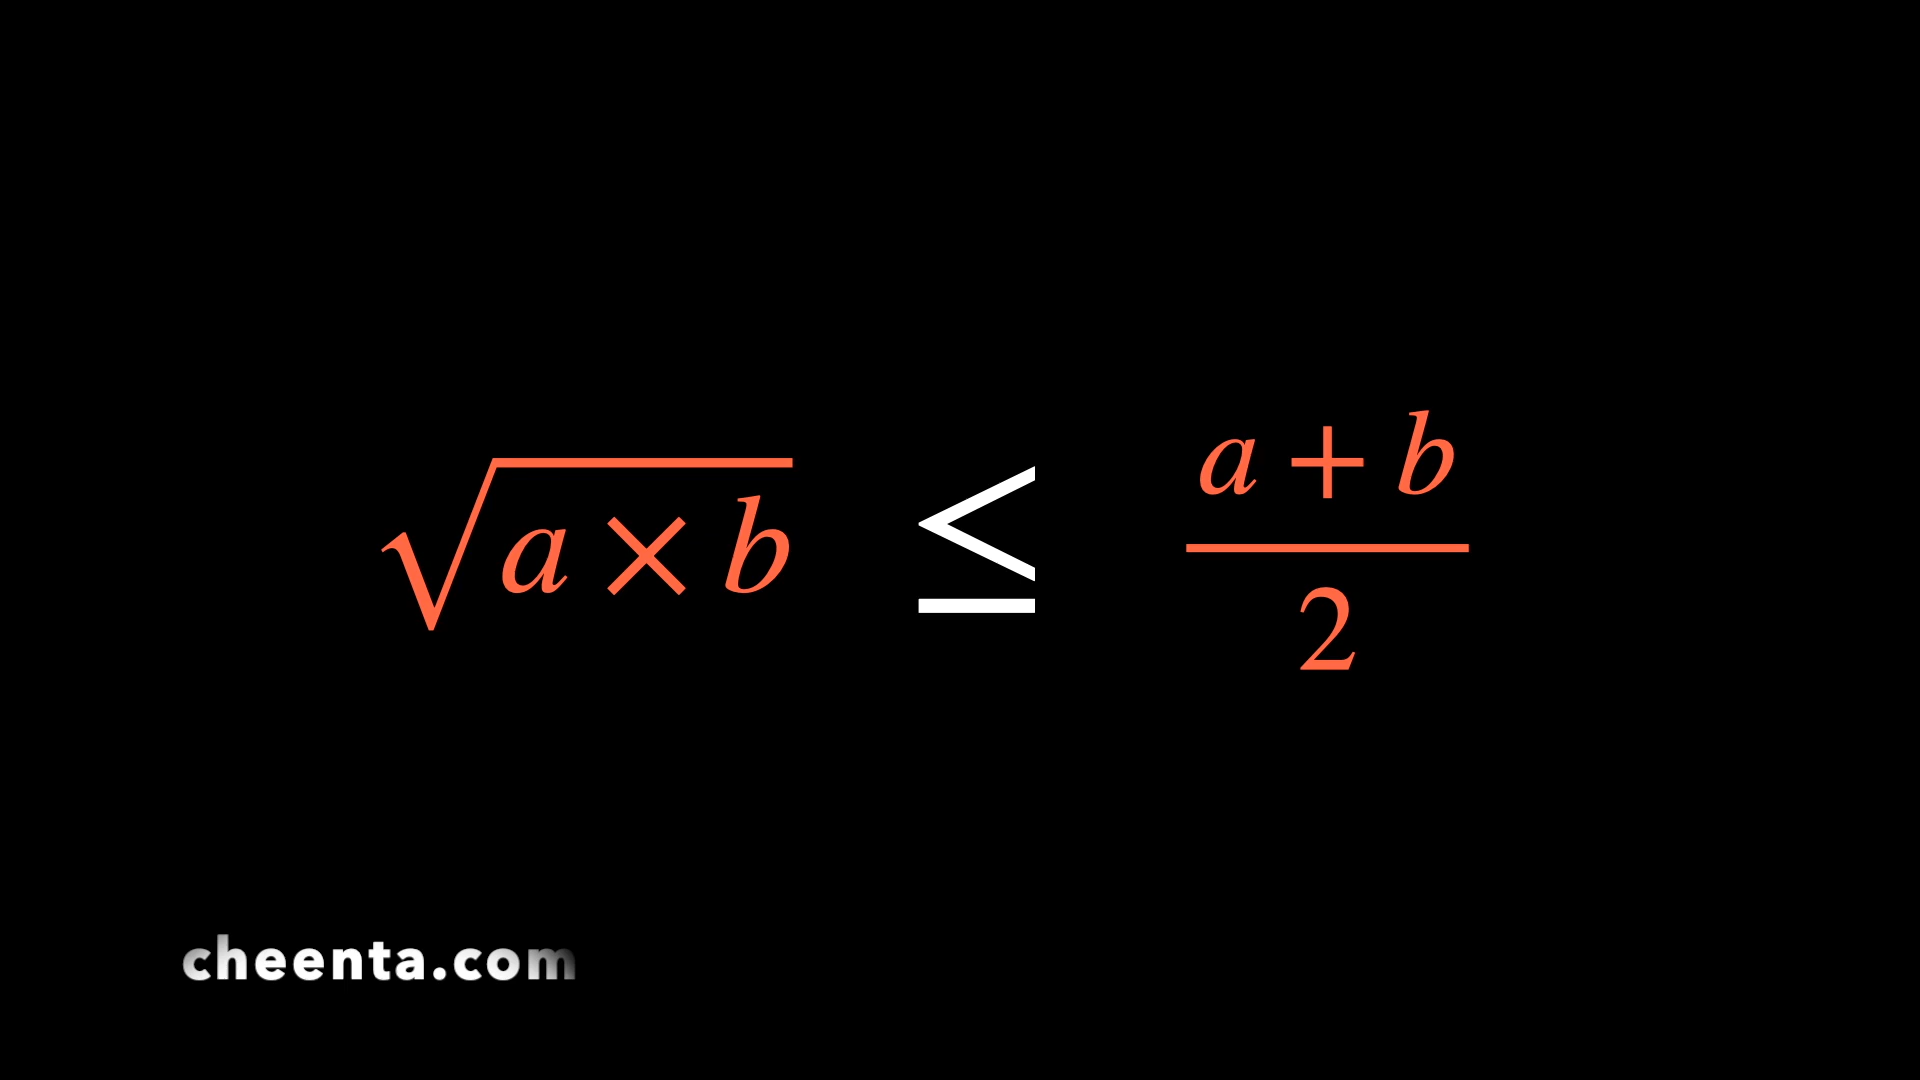 √(a × b) ≤ (a + b)/2
cheenta.com